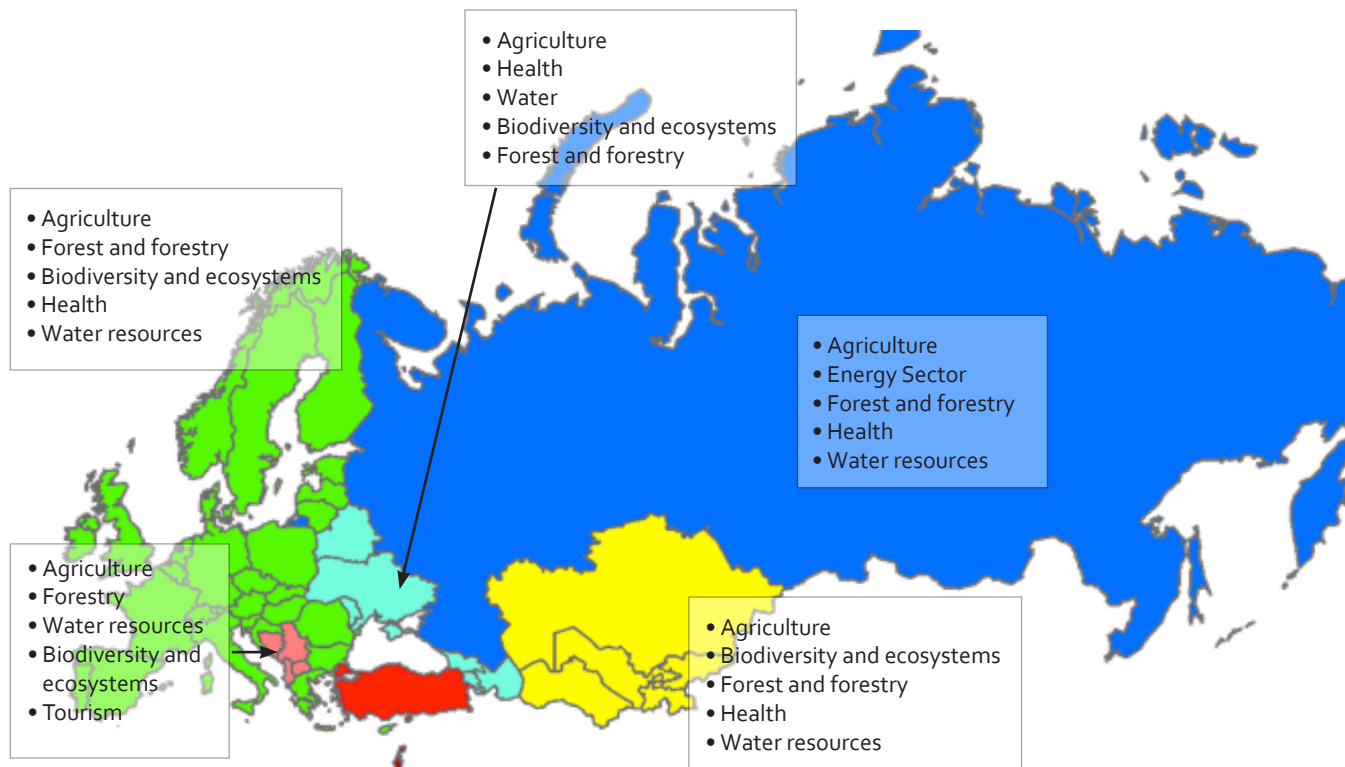 • Agriculture
• Health
• Water
• Biodiversity and ecosystems
• Forest and forestry
• Agriculture
• Forest and forestry
• Biodiversity and ecosystems
• Health
• Water resources
• Agriculture
• Energy Sector
• Forest and forestry
• Health
• Water resources
• Agriculture
• Forestry
• Water resources
• Biodiversity and
ecosystems
• Tourism
• Agriculture
• Biodiversity and ecosystems
• Forest and forestry
• Health
• Water resources